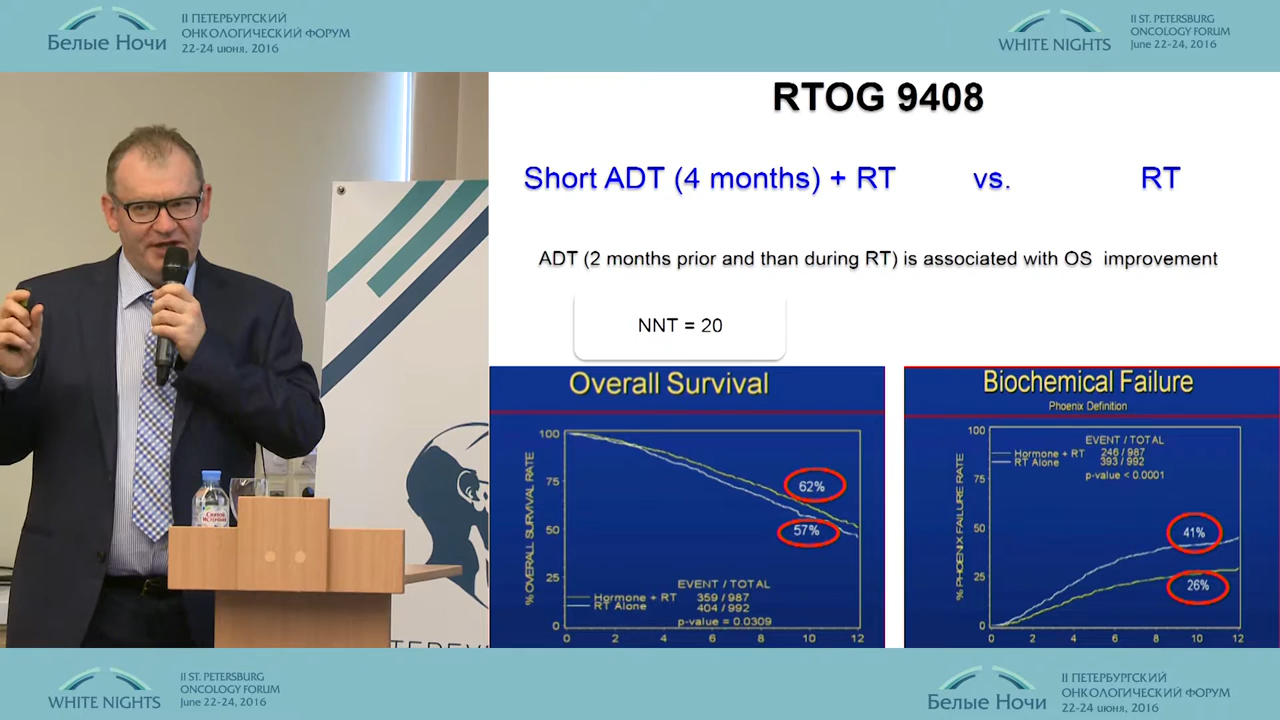 II ПЕТЕРБУРГСКИЙ
ОНКОЛОГИЧЕСКИЙ ФОРУМ
Белые Ночи
22-24 июня, 2016
II ST. PETERSBURG
ONCOLOGY FORUM
WHITE NIGHTS
June 22-24, 2016
RTOG 9408
Short ADT (4 months) + RT vs. RT
ADT (2 months prior and than during RT) is associated with OS improvement
NNT = 20
Overall Survival
% OVERALL SURVIVAL RATE
100
75
50
25
0
62%
57%
EVENT / TOTAL
Hormone + RT 359 / 987
RT Alone 404 / 992
p-value = 0.0309
0 2 4 6 8 10 12
Biochemical Failure
Phoenix Definition
% PHOENIX FAILURE RATE
100
75
50
25
0
EVENT / TOTAL
Hormone + RT 246 / 987
RT Alone 393 / 992
p-value < 0.0001
41%
26%
0 2 4 6 8 10 12
II ST. PETERSBURG
ONCOLOGY FORUM
WHITE NIGHTS
June 22-24, 2016
II ПЕТЕРБУРГСКИЙ
ОНКОЛОГИЧЕСКИЙ ФОРУМ
Белые Ночи
22-24 июня, 2016